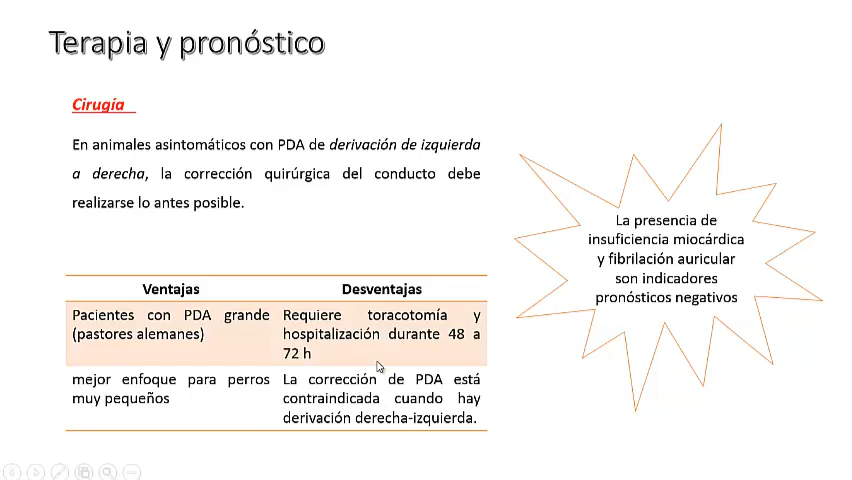 Terapia y pronóstico
Cirugía
En animales asintomáticos con PDA de derivación de izquierda
a derecha, la corrección quirúrgica del conducto debe
realizarse lo antes posible.
Ventajas Desventajas
Pacientes con PDA grande
(pastores alemanes)
Requiere toracotomía y
hospitalización durante 48 a
72 h
mejor enfoque para perros
muy pequeños
La corrección de PDA está
contraindicada cuando hay
derivación derecha-izquierda.
La presencia de
insuficiencia miocárdica
y fibrilación auricular
son indicadores
pronósticos negativos